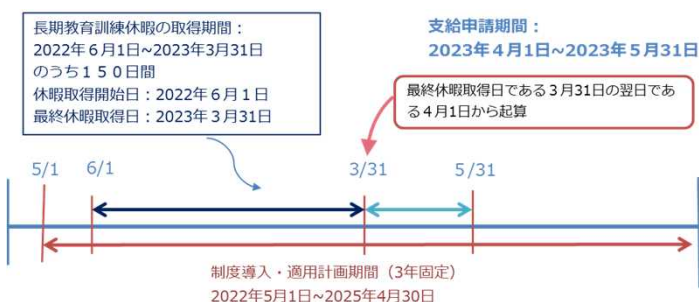 長期教育訓練休暇の取得期間：
2022年６月1日~2023年3月31日
のうち１５０日間
休暇取得開始日：2022年６月１日
最終休暇取得日：2023年３月31日
支給申請期間：
2023年４月1日~2023年５月31日
最終休暇取得日である３月31日の翌日であ
る４月1日から起算
5/1 6/1 3/31 5/31
制度導入・適用計画期間（3年固定）
2022年5月1日~2025年4月30日